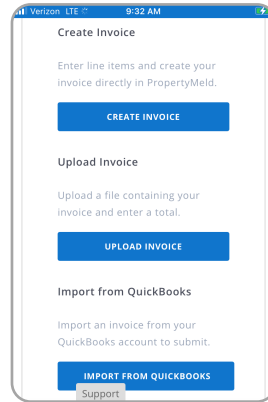 Verizon LTE 9:32 AM
Create Invoice
Enter line items and create your
invoice directly in PropertyMeld.
CREATE INVOICE
Upload Invoice
Upload a file containing your
invoice and enter a total.
UPLOAD INVOICE
Import from QuickBooks
Import an invoice from your
QuickBooks account to submit.
IMPORT FROM QUICKBOOKS
Support